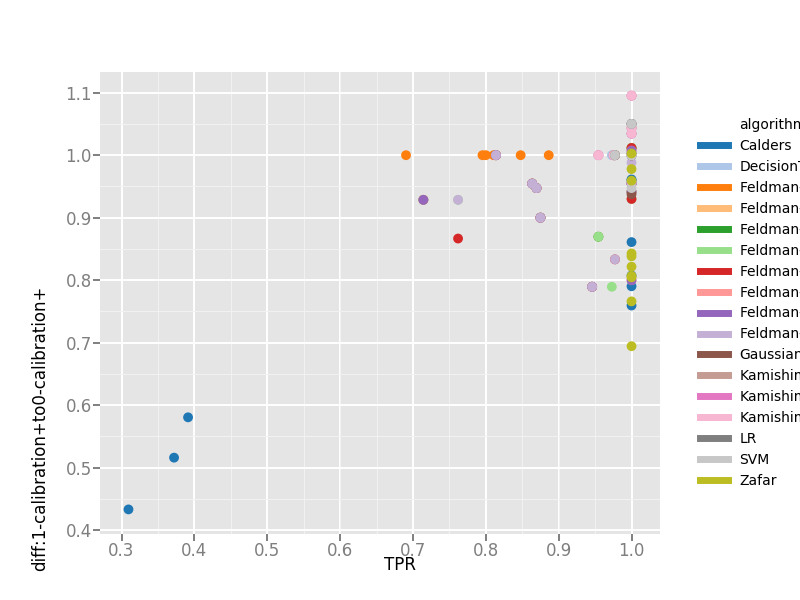 1.1
1.0
0.9
0.8
0.7
0.6
0.5
0.4
diff:1-calibration+to0-calibration+
0.3 0.4 0.5 0.6 0.7 0.8 0.9 1.0
TPR
algorithm
Calders
DecisionT
Feldman-
Feldman-
Feldman-
Feldman-
Feldman-
Feldman-
Feldman-
Feldman-
Gaussian
Kamishin
Kamishin
Kamishin
LR
SVM
Zafar